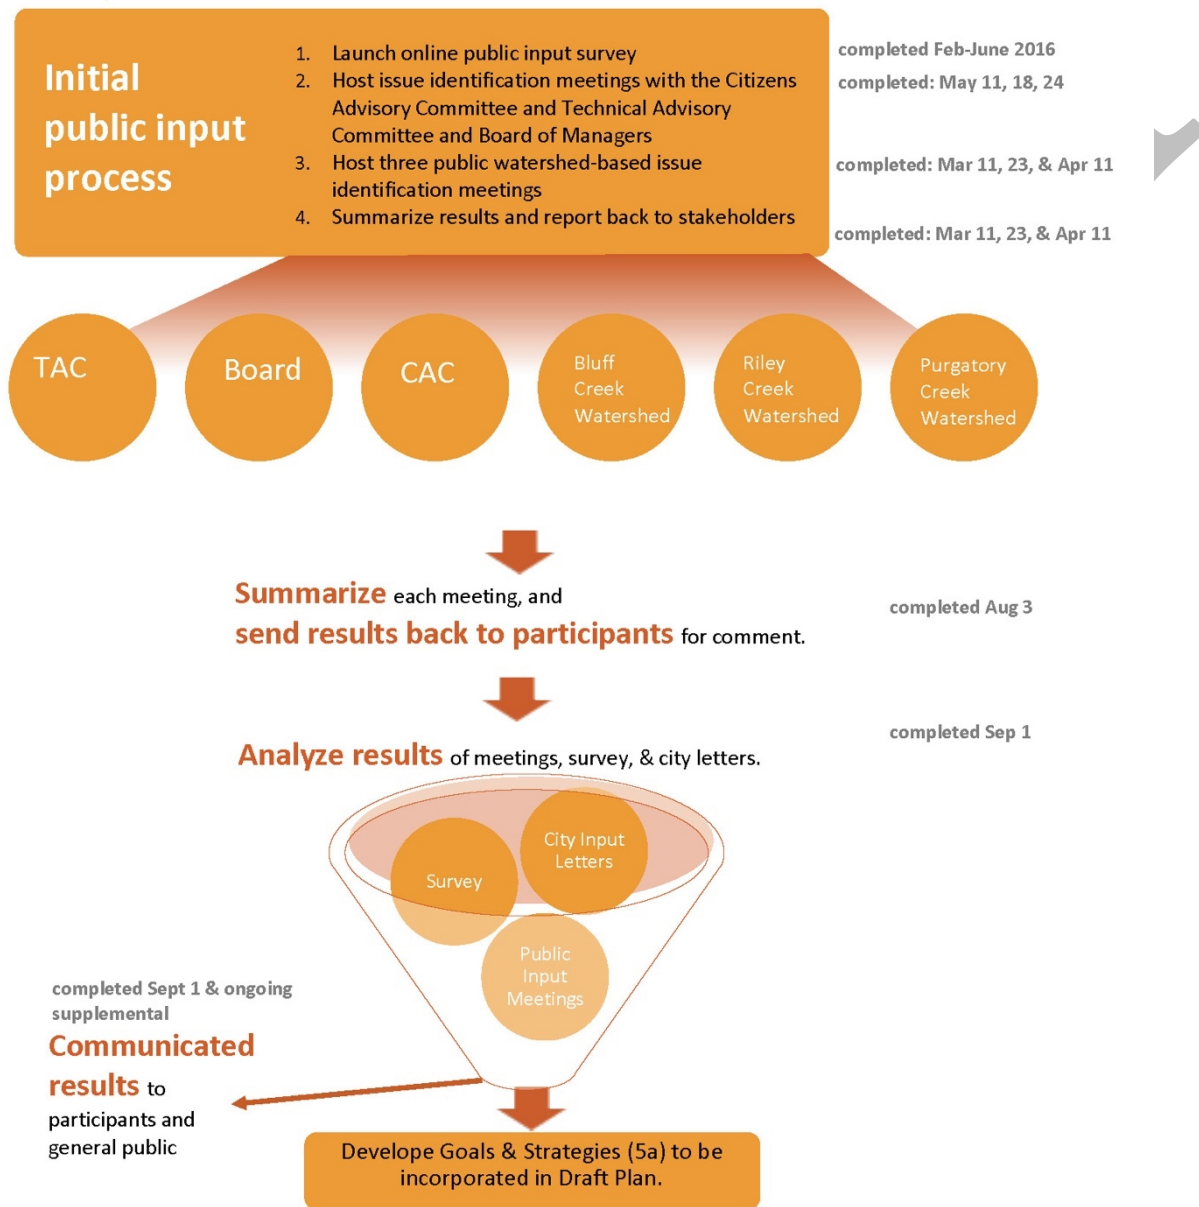 Initial
public input
process
1. Launch online public input survey
2. Host issue identification meetings with the Citizens
Advisory Committee and Technical Advisory
Committee and Board of Managers
3. Host three public watershed-based issue
identification meetings
4. Summarize results and report back to stakeholders
completed Feb-June 2016
completed: May 11, 18, 24
completed: Mar 11, 23, & Apr 11
completed: Mar 11, 23, & Apr 11
TAC
Board
CAC
Bluff
Creek
Watershed
Riley
Creek
Watershed
Purgatory
Creek
Watershed
Summarize each meeting, and
send results back to participants for comment.
completed Aug 3
completed Sep 1
Analyze results of meetings, survey, & city letters.
City Input
Letters
Survey
Public
Input
Meetings
completed Sept 1 & ongoing
supplemental
Communicated
results to
participants and
general public
Develope Goals & Strategies (5a) to be
incorporated in Draft Plan.